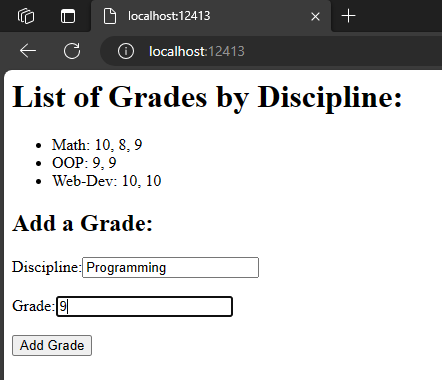 localhost:12413
localhost:12413
List of Grades by Discipline:
Math: 10, 8, 9
OOP: 9, 9
Web-Dev: 10, 10
Add a Grade:
Discipline: Programming
Grade: 9
Add Grade